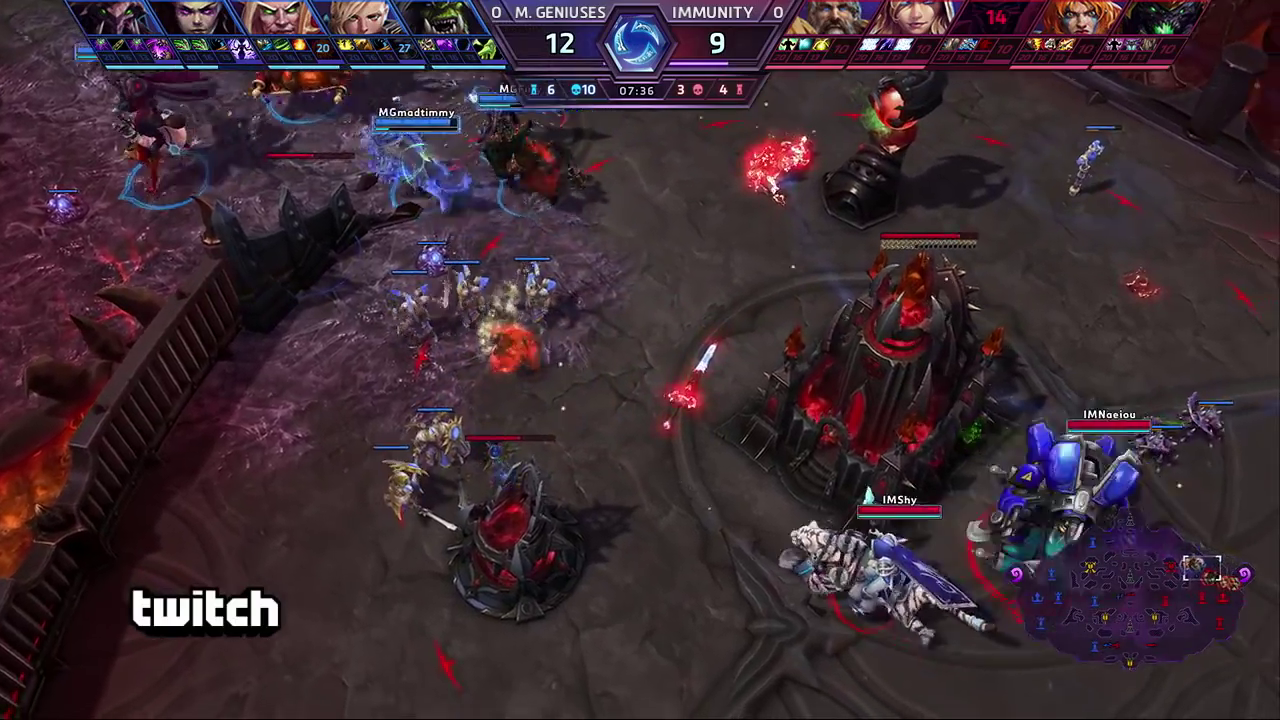 0 M. GENIUSES IMMUNITY 0
12 9
14
20 27
6 10 07:36 3 4
MGmadtimmy
IMNaeiou
IMShy
twitch